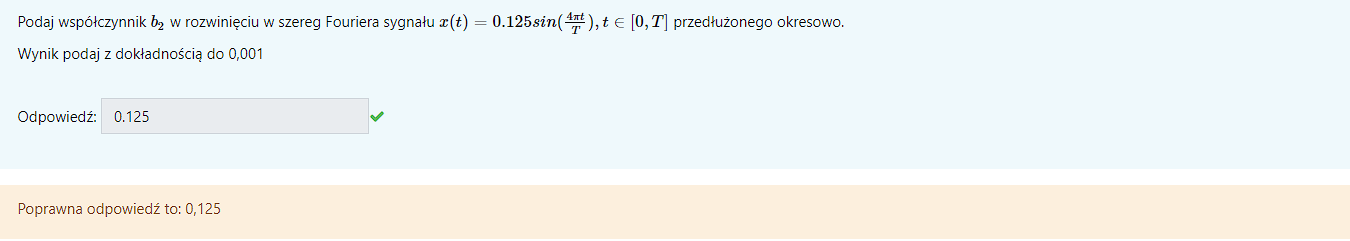 Podaj współczynnik b₂ w rozwinięciu w szereg Fouriera sygnału x(t) = 0.125sin(4πt/T), t ∈ [0, T] przedłużonego okresowo.
Wynik podaj z dokładnością do 0,001
Odpowiedź: 0.125
Poprawna odpowiedź to: 0,125